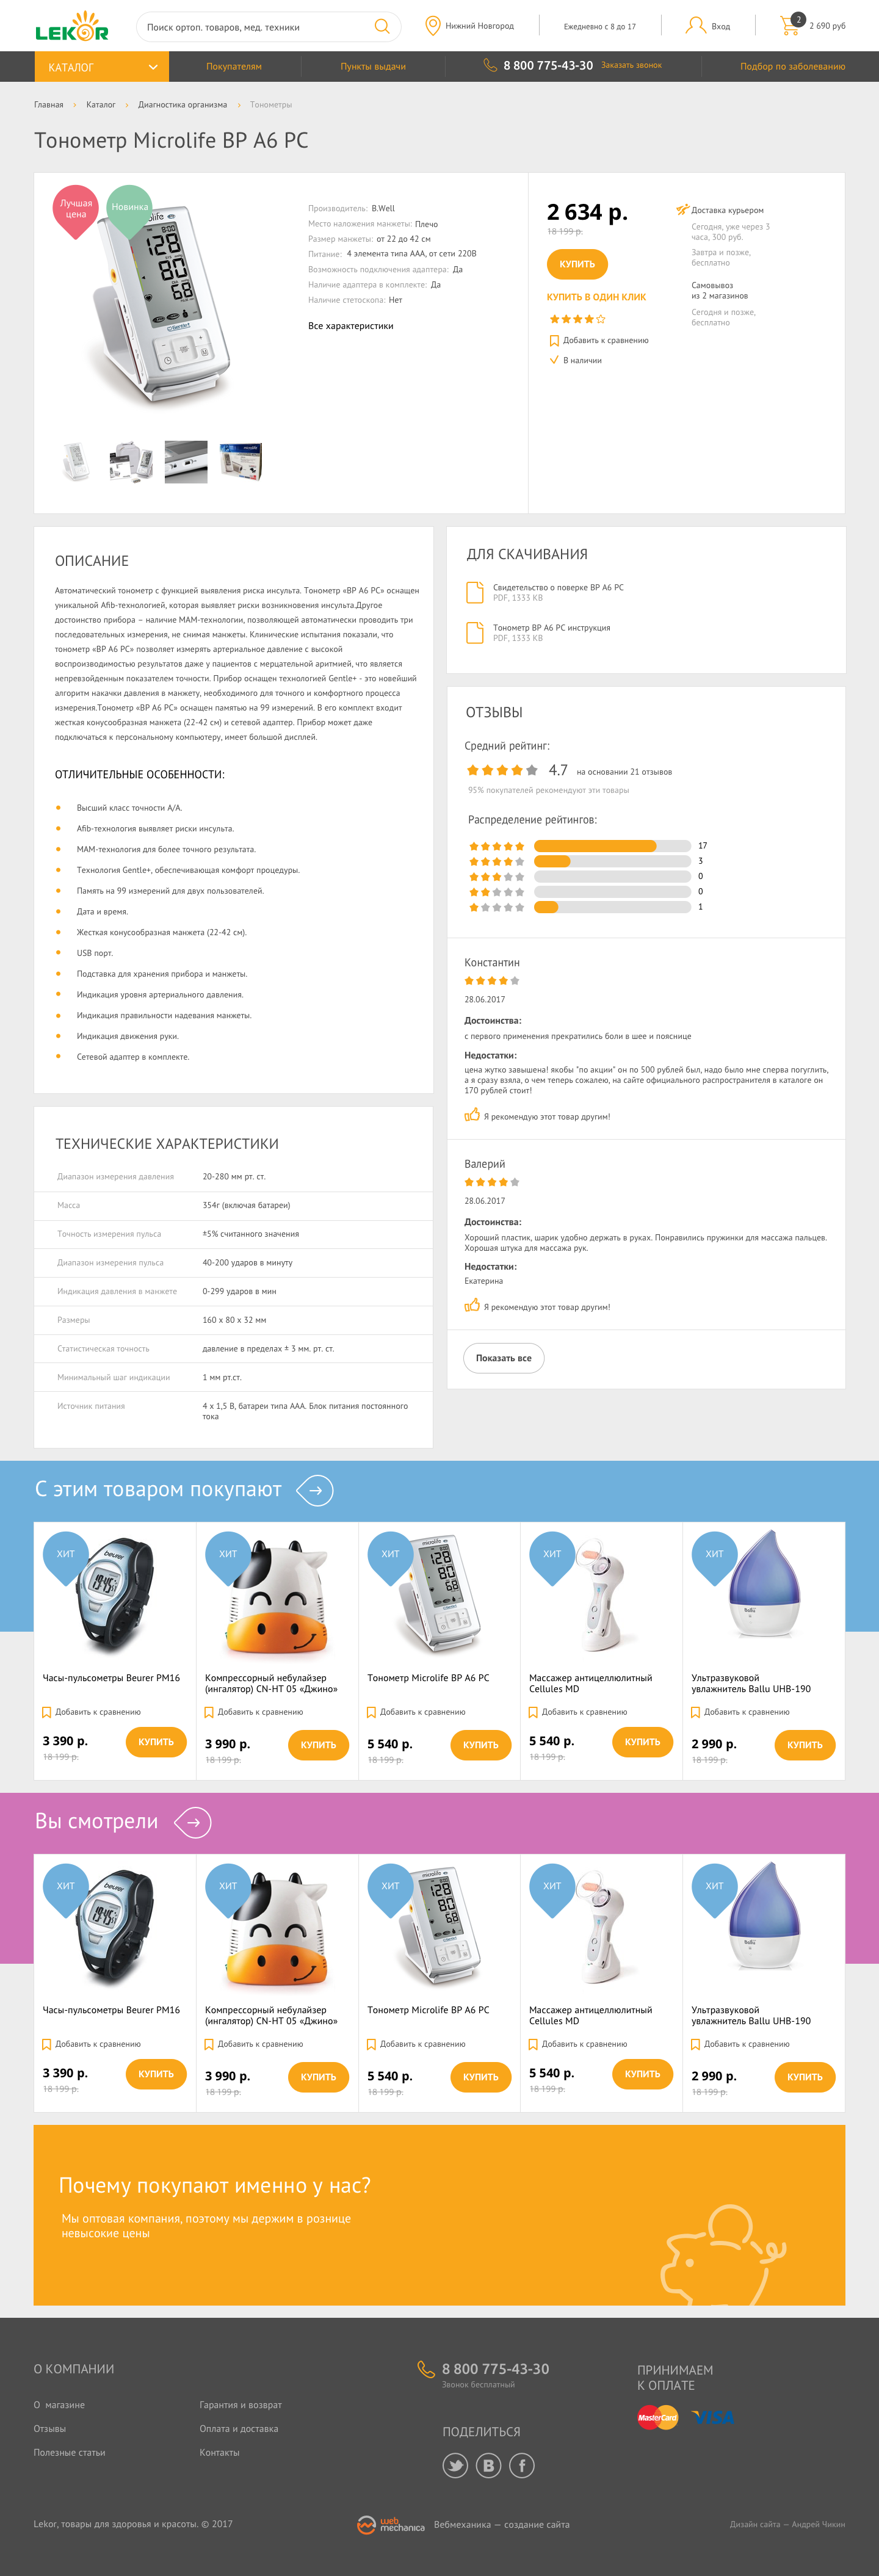 LEKOR
Поиск ортоп. товаров, мед. техники
Нижний Новгород
Ежедневно с 8 до 17
Вход
2
2 690 руб
КАТАЛОГ
Покупателям
Пункты выдачи
8 800 775-43-30
Заказать звонок
Подбор по заболеванию
Главная › Каталог › Диагностика организма › Тонометры
Тонометр Microlife BP A6 PC
Лучшая
цена
Новинка
Производитель: B.Well
Место наложения манжеты: Плечо
Размер манжеты: от 22 до 42 см
Питание: 4 элемента типа ААА, от сети 220В
Возможность подключения адаптера: Да
Наличие адаптера в комплекте: Да
Наличие стетоскопа: Нет
Все характеристики
2 634 р.
18 199 р.
КУПИТЬ
КУПИТЬ В ОДИН КЛИК
Добавить к сравнению
В наличии
Доставка курьером
Сегодня, уже через 3
часа, 300 руб.
Завтра и позже,
бесплатно
Самовывоз
из 2 магазинов
Сегодня и позже,
бесплатно
ОПИСАНИЕ
Автоматический тонометр с функцией выявления риска инсульта. Тонометр «BP A6 PC» оснащен
уникальной Afib-технологией, которая выявляет риски возникновения инсульта.Другое
достоинство прибора – наличие МАМ-технологии, позволяющей автоматически проводить три
последовательных измерения, не снимая манжеты. Клинические испытания показали, что
тонометр «BP A6 PC» позволяет измерять артериальное давление с высокой
воспроизводимостью результатов даже у пациентов с мерцательной аритмией, что является
непревзойденным показателем точности. Прибор оснащен технологией Gentle+ - это новейший
алгоритм накачки давления в манжету, необходимого для точного и комфортного процесса
измерения.Тонометр «BP A6 PC» оснащен памятью на 99 измерений. В его комплект входит
жесткая конусообразная манжета (22-42 см) и сетевой адаптер. Прибор может даже
подключаться к персональному компьютеру, имеет большой дисплей.
ОТЛИЧИТЕЛЬНЫЕ ОСОБЕННОСТИ:
Высший класс точности А/А.
Afib-технология выявляет риски инсульта.
МАМ-технология для более точного результата.
Технология Gentle+, обеспечивающая комфорт процедуры.
Память на 99 измерений для двух пользователей.
Дата и время.
Жесткая конусообразная манжета (22-42 см).
USB порт.
Подставка для хранения прибора и манжеты.
Индикация уровня артериального давления.
Индикация правильности надевания манжеты.
Индикация движения руки.
Сетевой адаптер в комплекте.
ТЕХНИЧЕСКИЕ ХАРАКТЕРИСТИКИ
Диапазон измерения давления 20-280 мм рт. ст.
Масса 354г (включая батареи)
Точность измерения пульса ±5% считанного значения
Диапазон измерения пульса 40-200 ударов в минуту
Индикация давления в манжете 0-299 ударов в мин
Размеры 160 x 80 x 32 мм
Статистическая точность давление в пределах ± 3 мм. рт. ст.
Минимальный шаг индикации 1 мм рт.ст.
Источник питания 4 x 1,5 В, батареи типа ААА. Блок питания постоянного
тока
ДЛЯ СКАЧИВАНИЯ
Свидетельство о поверке BP A6 PC
PDF, 1333 KB
Тонометр BP A6 PC инструкция
PDF, 1333 KB
ОТЗЫВЫ
Средний рейтинг:
4.7 на основании 21 отзывов
95% покупателей рекомендуют эти товары
Распределение рейтингов:
17
3
0
0
1
Константин
28.06.2017
Достоинства:
с первого применения прекратились боли в шее и пояснице
Недостатки:
цена жутко завышена! якобы "по акции" он по 500 рублей был, надо было мне сперва погуглить,
а я сразу взяла, о чем теперь сожалею, на сайте официального распространителя в каталоге он
170 рублей стоит!
Я рекомендую этот товар другим!
Валерий
28.06.2017
Достоинства:
Хороший пластик, шарик удобно держать в руках. Понравились пружинки для массажа пальцев.
Хорошая штука для массажа рук.
Недостатки:
Екатерина
Я рекомендую этот товар другим!
Показать все
С этим товаром покупают
ХИТ ХИТ ХИТ ХИТ ХИТ
Часы-пульсометры Beurer PM16
Компрессорный небулайзер
(ингалятор) CN-HT 05 «Джино»
Тонометр Microlife BP A6 PC
Массажер антицеллюлитный
Cellules MD
Ультразвуковой
увлажнитель Ballu UHB-190
Добавить к сравнению Добавить к сравнению Добавить к сравнению Добавить к сравнению Добавить к сравнению
3 390 р. КУПИТЬ 3 990 р. КУПИТЬ 5 540 р. КУПИТЬ 5 540 р. КУПИТЬ 2 990 р. КУПИТЬ
18 199 р. 18 199 р. 18 199 р. 18 199 р. 18 199 р.
Вы смотрели
ХИТ ХИТ ХИТ ХИТ ХИТ
Часы-пульсометры Beurer PM16
Компрессорный небулайзер
(ингалятор) CN-HT 05 «Джино»
Тонометр Microlife BP A6 PC
Массажер антицеллюлитный
Cellules MD
Ультразвуковой
увлажнитель Ballu UHB-190
Добавить к сравнению Добавить к сравнению Добавить к сравнению Добавить к сравнению Добавить к сравнению
3 390 р. КУПИТЬ 3 990 р. КУПИТЬ 5 540 р. КУПИТЬ 5 540 р. КУПИТЬ 2 990 р. КУПИТЬ
18 199 р. 18 199 р. 18 199 р. 18 199 р. 18 199 р.
Почему покупают именно у нас?
Мы оптовая компания, поэтому мы держим в рознице
невысокие цены
О КОМПАНИИ
О магазине
Отзывы
Полезные статьи
Гарантия и возврат
Оплата и доставка
Контакты
8 800 775-43-30
Звонок бесплатный
ПОДЕЛИТЬСЯ
ПРИНИМАЕМ
К ОПЛАТЕ
MasterCard VISA
Lekor, товары для здоровья и красоты. © 2017
web
mechanica
Вебмеханика — создание сайта
Дизайн сайта — Андрей Чикин